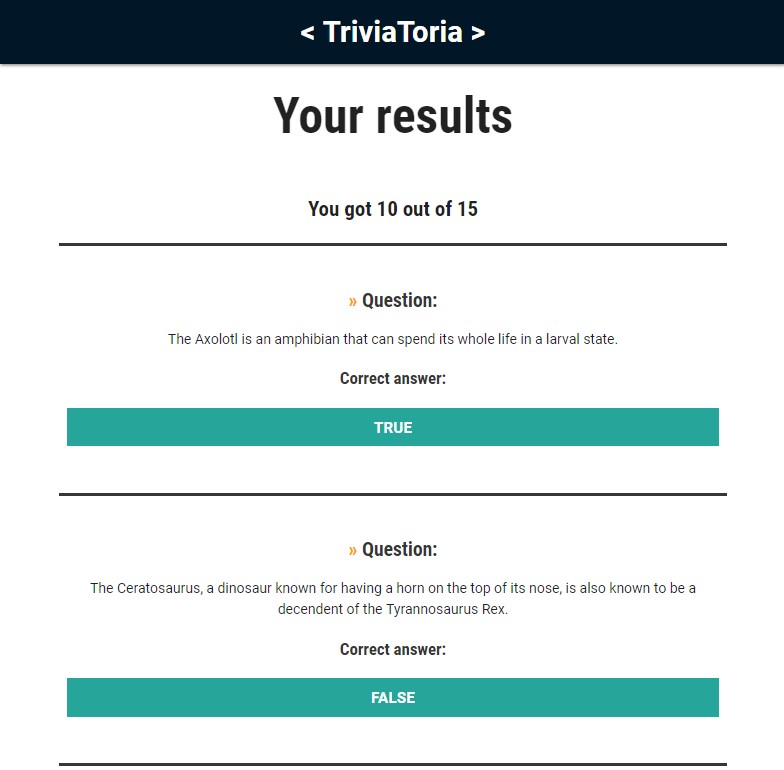 < TriviaToria >
Your results
You got 10 out of 15
» Question:
The Axolotl is an amphibian that can spend its whole life in a larval state.
Correct answer:
TRUE
» Question:
The Ceratosaurus, a dinosaur known for having a horn on the top of its nose, is also known to be a
decendent of the Tyrannosaurus Rex.
Correct answer:
FALSE